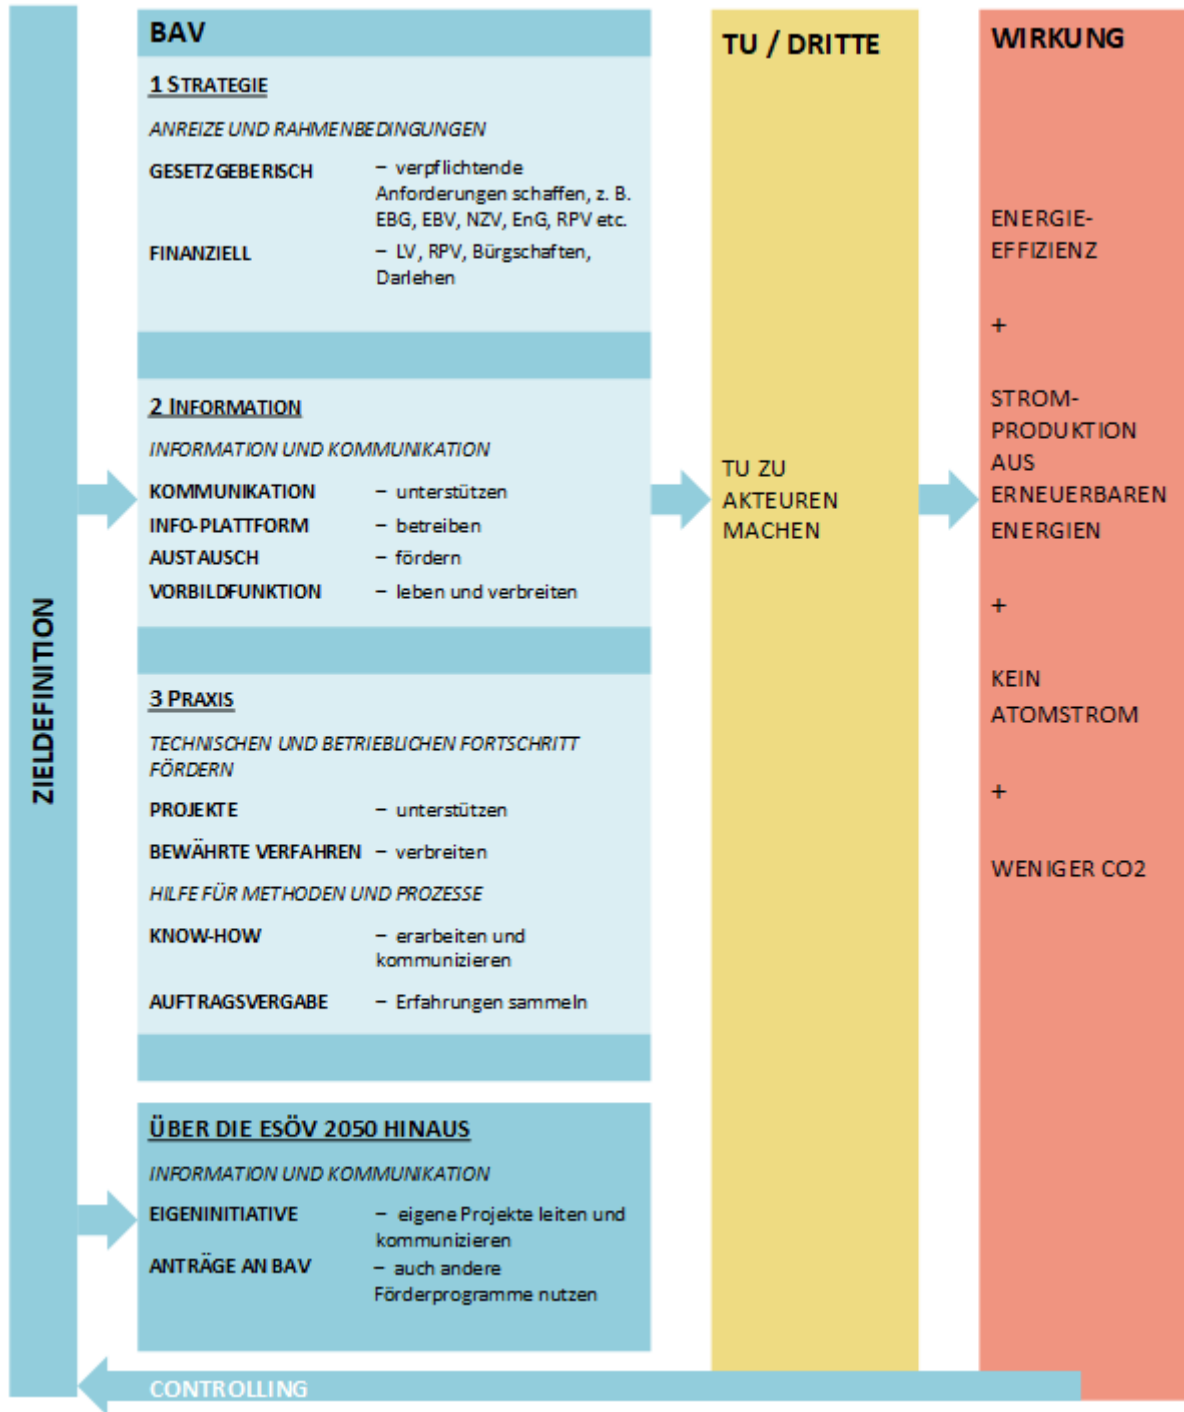 ZIELDEFINITION
BAV
1 STRATEGIE
ANREIZE UND RAHMENBEDINGUNGEN
GESETZGEBERISCH – verpflichtende
Anforderungen schaffen, z. B.
EBG, EBV, NZV, EnG, RPV etc.
FINANZIELL – LV, RPV, Bürgschaften,
Darlehen
2 INFORMATION
INFORMATION UND KOMMUNIKATION
KOMMUNIKATION – unterstützen
INFO-PLATTFORM – betreiben
AUSTAUSCH – fördern
VORBILDFUNKTION – leben und verbreiten
3 PRAXIS
TECHNISCHEN UND BETRIEBLICHEN FORTSCHRITT
FÖRDERN
PROJEKTE – unterstützen
BEWÄHRTE VERFAHREN – verbreiten
HILFE FÜR METHODEN UND PROZESSE
KNOW-HOW – erarbeiten und
kommunizieren
AUFTRAGSVERGABE – Erfahrungen sammeln
ÜBER DIE ESÖV 2050 HINAUS
INFORMATION UND KOMMUNIKATION
EIGENINITIATIVE – eigene Projekte leiten und
kommunizieren
ANTRÄGE AN BAV – auch andere
Förderprogramme nutzen
TU / DRITTE
TU ZU
AKTEUREN
MACHEN
WIRKUNG
ENERGIE-
EFFIZIENZ
+
STROM-
PRODUKTION
AUS
ERNEUERBAREN
ENERGIEN
+
KEIN
ATOMSTROM
+
WENIGER CO2
CONTROLLING